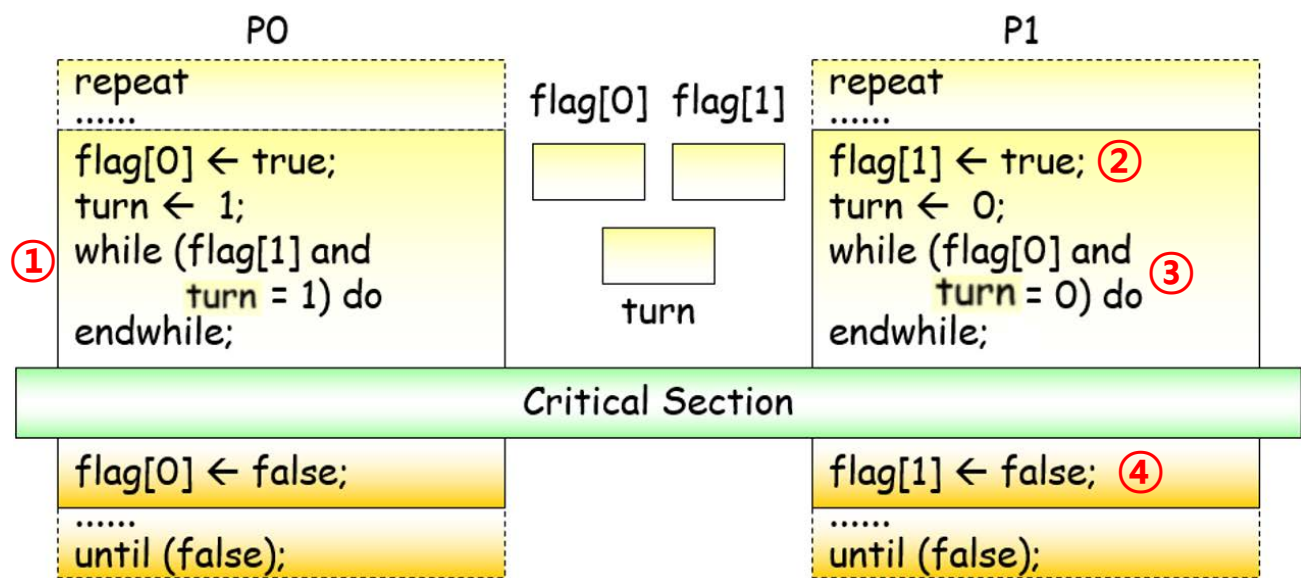 P0
repeat
......
flag[0] ← true;
turn ← 1;
① while (flag[1] and
turn = 1) do
endwhile;
flag[0] flag[1]
turn
P1
repeat
......
flag[1] ← true; ②
turn ← 0;
while (flag[0] and
turn = 0) do ③
endwhile;
Critical Section
flag[0] ← false;
......
until (false);
flag[1] ← false; ④
......
until (false);